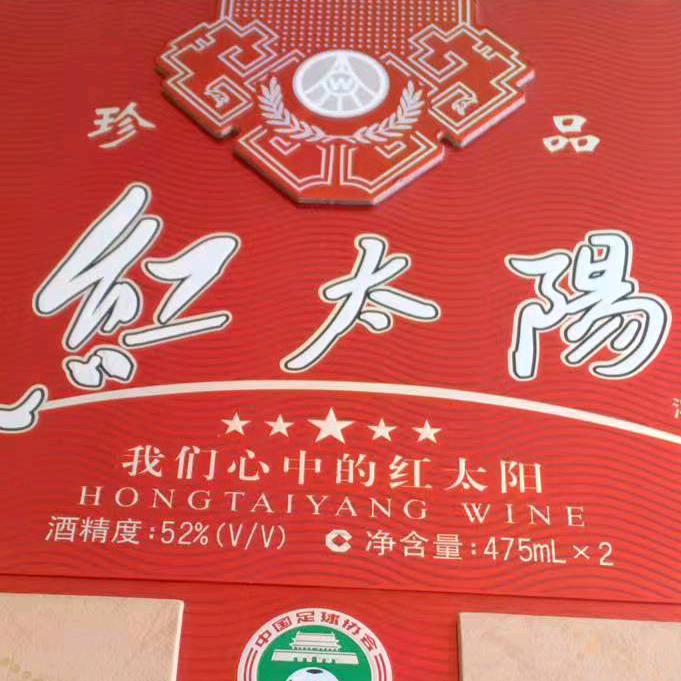 珍 品
紅太陽
我们心中的红太阳
HONGTAIYANG WINE
酒精度:52%(V/V) 净含量:475mL×2
中国足球协会